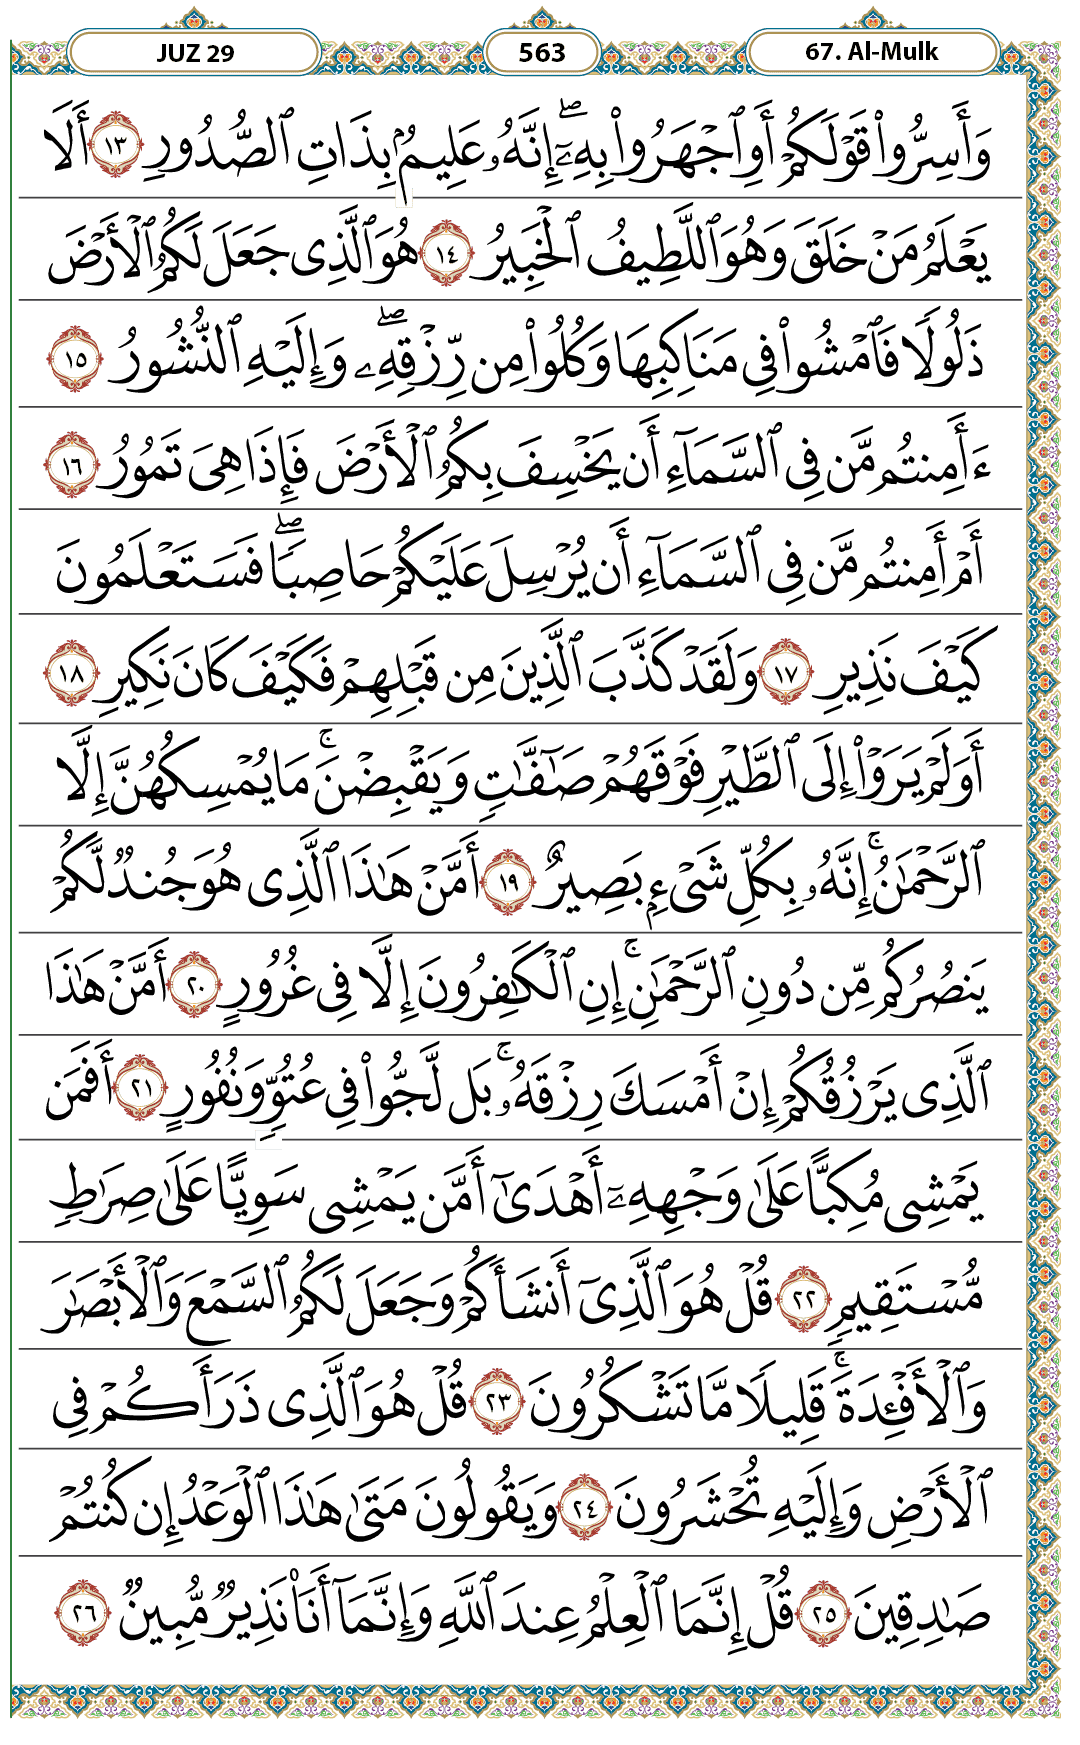 JUZ 29
563
67. Al-Mulk
وَأَسِرُّوا۟ قَوْلَكُمْ أَوِ ٱجْهَرُوا۟ بِهِۦٓ ۖ إِنَّهُۥ عَلِيمٌۢ بِذَاتِ ٱلصُّدُورِ ١٣ أَلَا
يَعْلَمُ مَنْ خَلَقَ وَهُوَ ٱللَّطِيفُ ٱلْخَبِيرُ ١٤ هُوَ ٱلَّذِى جَعَلَ لَكُمُ ٱلْأَرْضَ
ذَلُولًا فَٱمْشُوا۟ فِى مَنَاكِبِهَا وَكُلُوا۟ مِن رِّزْقِهِۦ ۖ وَإِلَيْهِ ٱلنُّشُورُ ١٥
ءَأَمِنتُم مَّن فِى ٱلسَّمَآءِ أَن يَخْسِفَ بِكُمُ ٱلْأَرْضَ فَإِذَا هِىَ تَمُورُ ١٦
أَمْ أَمِنتُم مَّن فِى ٱلسَّمَآءِ أَن يُرْسِلَ عَلَيْكُمْ حَاصِبًا ۖ فَسَتَعْلَمُونَ
كَيْفَ نَذِيرِ ١٧ وَلَقَدْ كَذَّبَ ٱلَّذِينَ مِن قَبْلِهِمْ فَكَيْفَ كَانَ نَكِيرِ ١٨
أَوَلَمْ يَرَوْا۟ إِلَى ٱلطَّيْرِ فَوْقَهُمْ صَـٰٓفَّـٰتٍ وَيَقْبِضْنَ ۚ مَا يُمْسِكُهُنَّ إِلَّا
ٱلرَّحْمَـٰنُ ۚ إِنَّهُۥ بِكُلِّ شَىْءٍۭ بَصِيرٌ ١٩ أَمَّنْ هَـٰذَا ٱلَّذِى هُوَ جُندٌ لَّكُمْ
يَنصُرُكُم مِّن دُونِ ٱلرَّحْمَـٰنِ ۚ إِنِ ٱلْكَـٰفِرُونَ إِلَّا فِى غُرُورٍ ٢٠ أَمَّنْ هَـٰذَا
ٱلَّذِى يَرْزُقُكُمْ إِنْ أَمْسَكَ رِزْقَهُۥ ۚ بَل لَّجُّوا۟ فِى عُتُوٍّ وَنُفُورٍ ٢١ أَفَمَن
يَمْشِى مُكِبًّا عَلَىٰ وَجْهِهِۦٓ أَهْدَىٰٓ أَمَّن يَمْشِى سَوِيًّا عَلَىٰ صِرَٰطٍ
مُّسْتَقِيمٍ ٢٢ قُلْ هُوَ ٱلَّذِىٓ أَنشَأَكُمْ وَجَعَلَ لَكُمُ ٱلسَّمْعَ وَٱلْأَبْصَـٰرَ
وَٱلْأَفْـِٔدَةَ ۖ قَلِيلًا مَّا تَشْكُرُونَ ٢٣ قُلْ هُوَ ٱلَّذِى ذَرَأَكُمْ فِى
ٱلْأَرْضِ وَإِلَيْهِ تُحْشَرُونَ ٢٤ وَيَقُولُونَ مَتَىٰ هَـٰذَا ٱلْوَعْدُ إِن كُنتُمْ
صَـٰدِقِينَ ٢٥ قُلْ إِنَّمَا ٱلْعِلْمُ عِندَ ٱللَّهِ وَإِنَّمَآ أَنَا۠ نَذِيرٌ مُّبِينٌ ٢٦